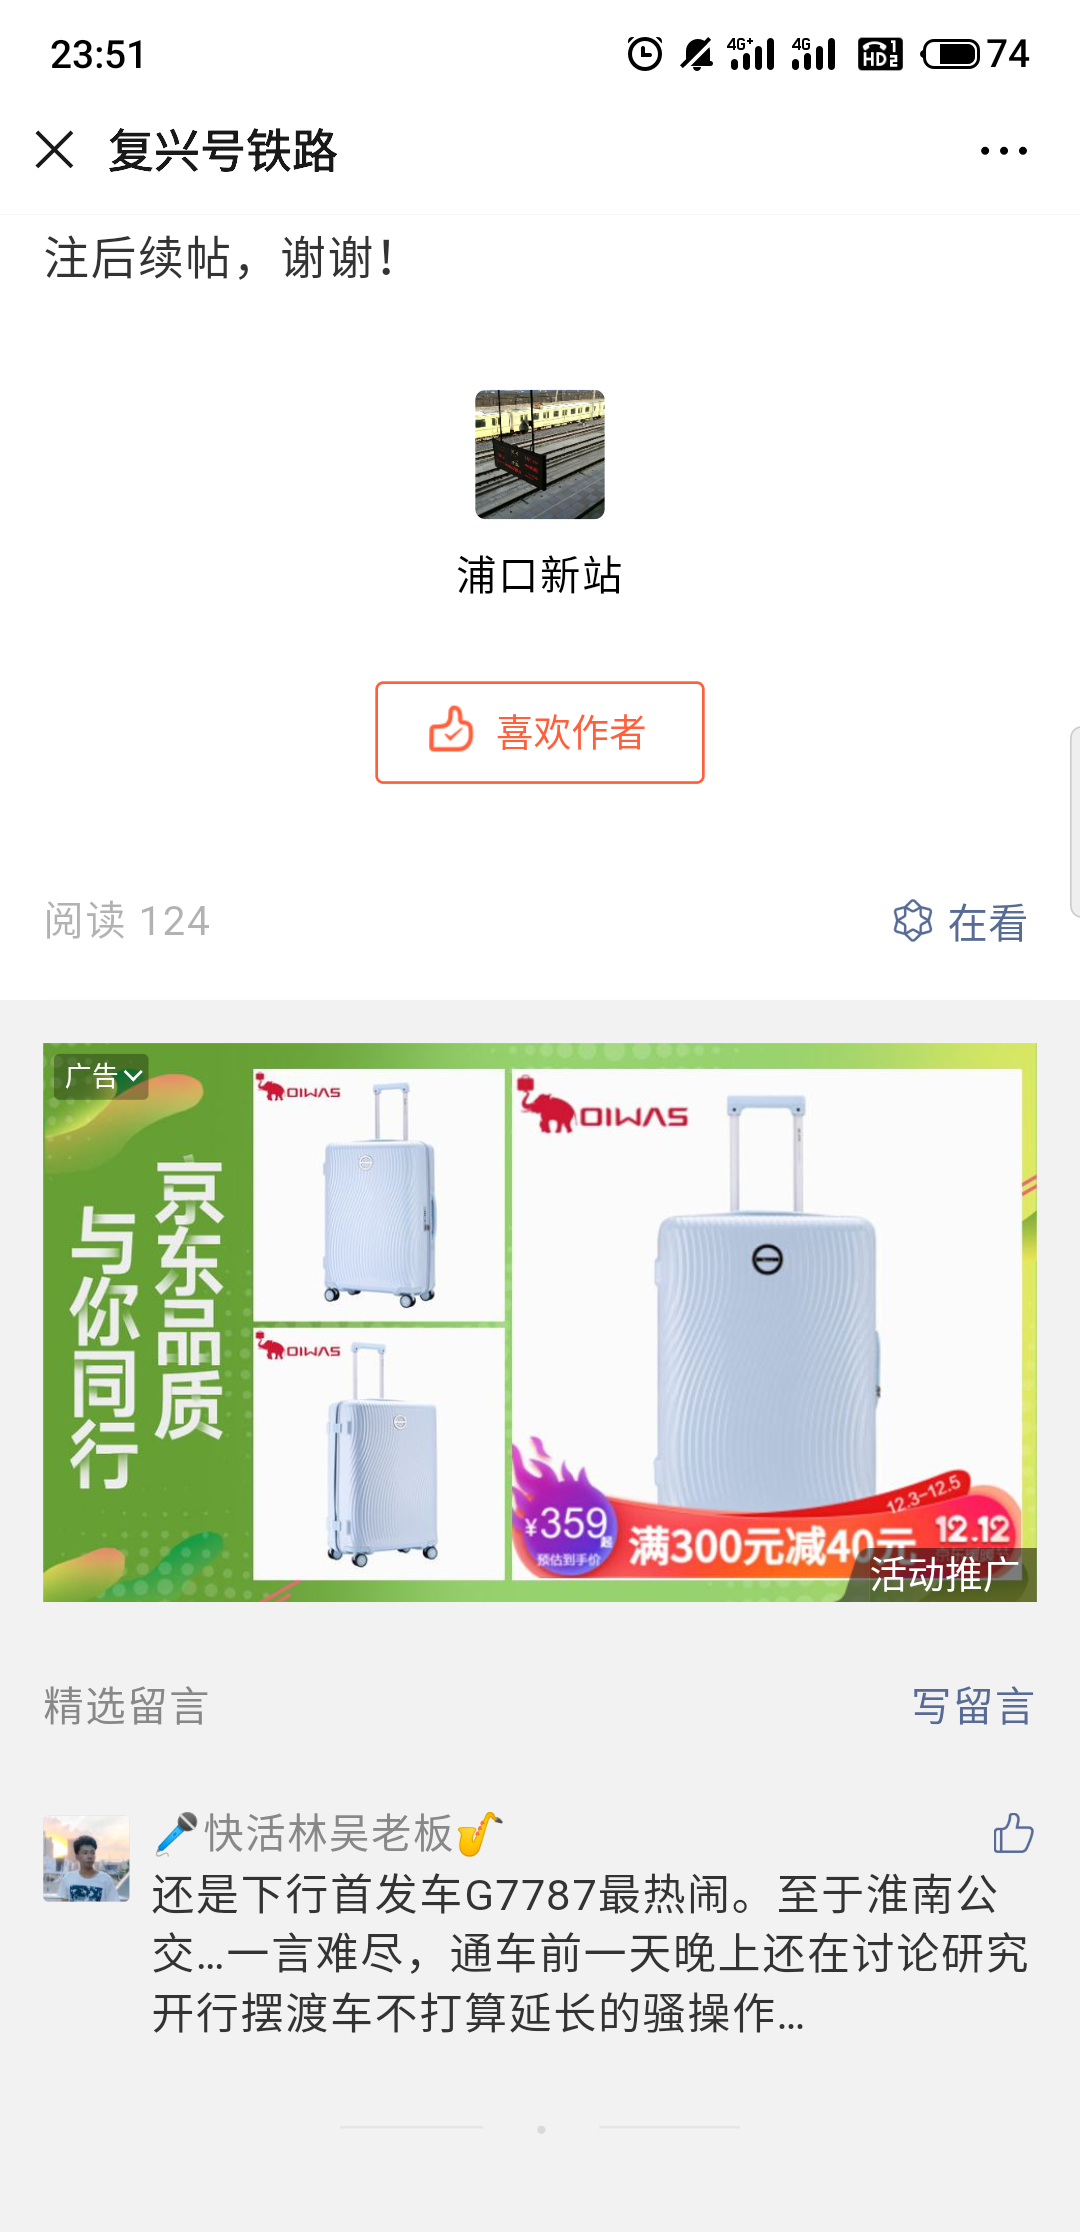 23:51
4G+ 4G HD 1 2 74
复兴号铁路
注后续帖，谢谢！
浦口新站
喜欢作者
阅读 124
在看
广告
京东品质
与你同行
OIWAS
OIWAS
OIWAS
12.3-12.5
¥359起
预估到手价
满300元减40元
12.12
活动推广
精选留言
写留言
🎤快活林吴老板🎷
还是下行首发车G7787最热闹。至于淮南公
交...一言难尽，通车前一天晚上还在讨论研究
开行摆渡车不打算延长的骚操作...